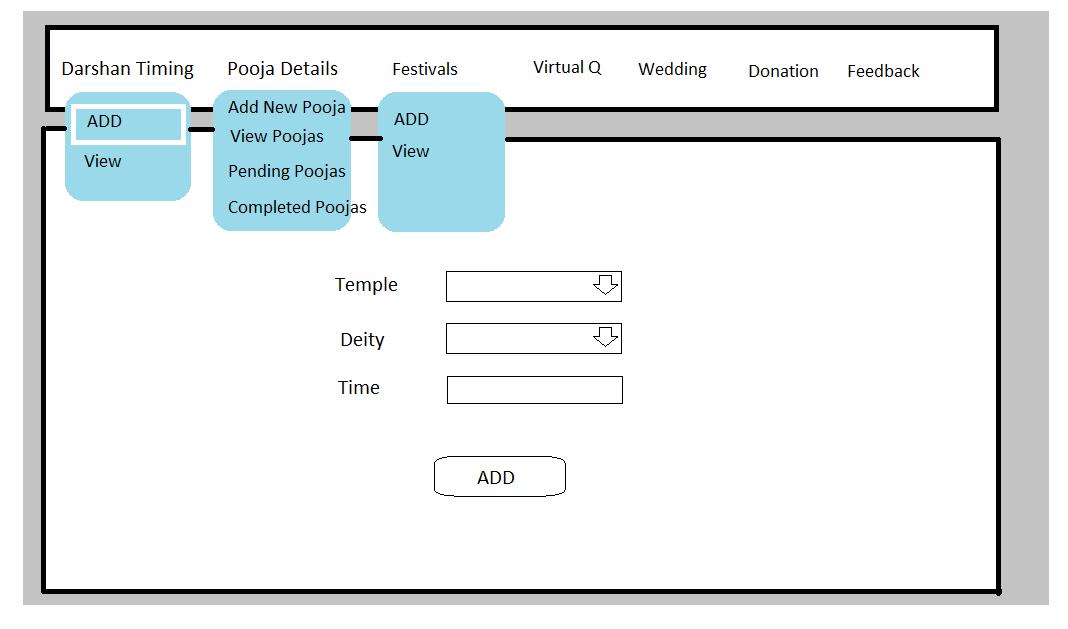 Darshan Timing Pooja Details Festivals Virtual Q Wedding Donation Feedback
ADD
View
Add New Pooja
View Poojas
Pending Poojas
Completed Poojas
ADD
View
Temple
Deity
Time
ADD